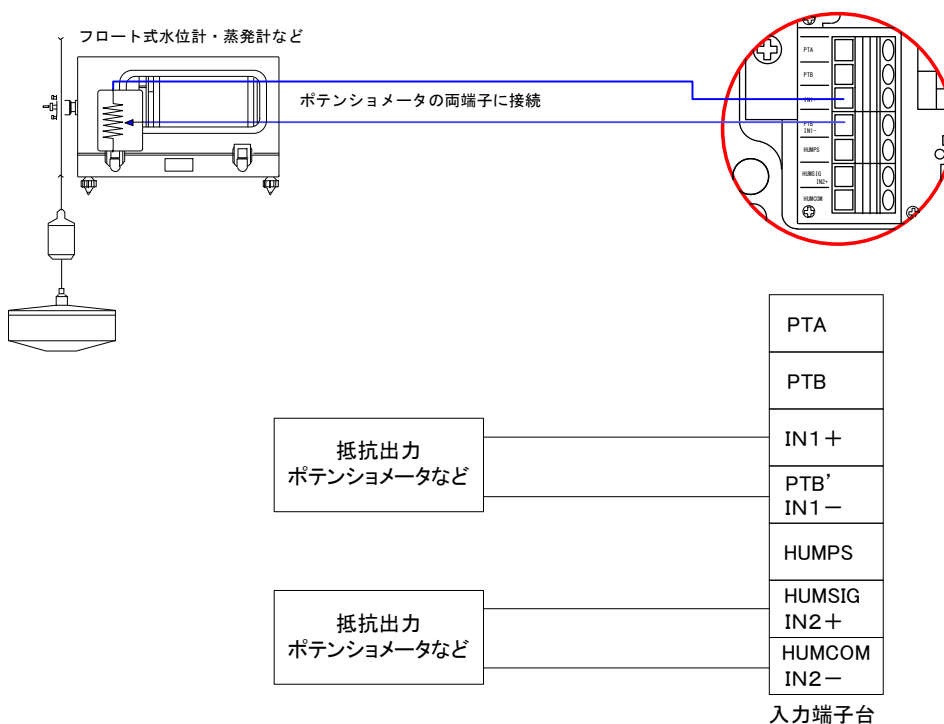 フロート式水位計・蒸発計など
ポテンショメータの両端子に接続
PTA
PTB
IN1+
PTB
IN1-
HUMPS
HUMSIG
IN2+
HUMCOM
PTA
PTB
IN1+
PTB'
IN1−
HUMPS
HUMSIG
IN2+
HUMCOM
IN2−
抵抗出力
ポテンショメータなど
抵抗出力
ポテンショメータなど
入力端子台